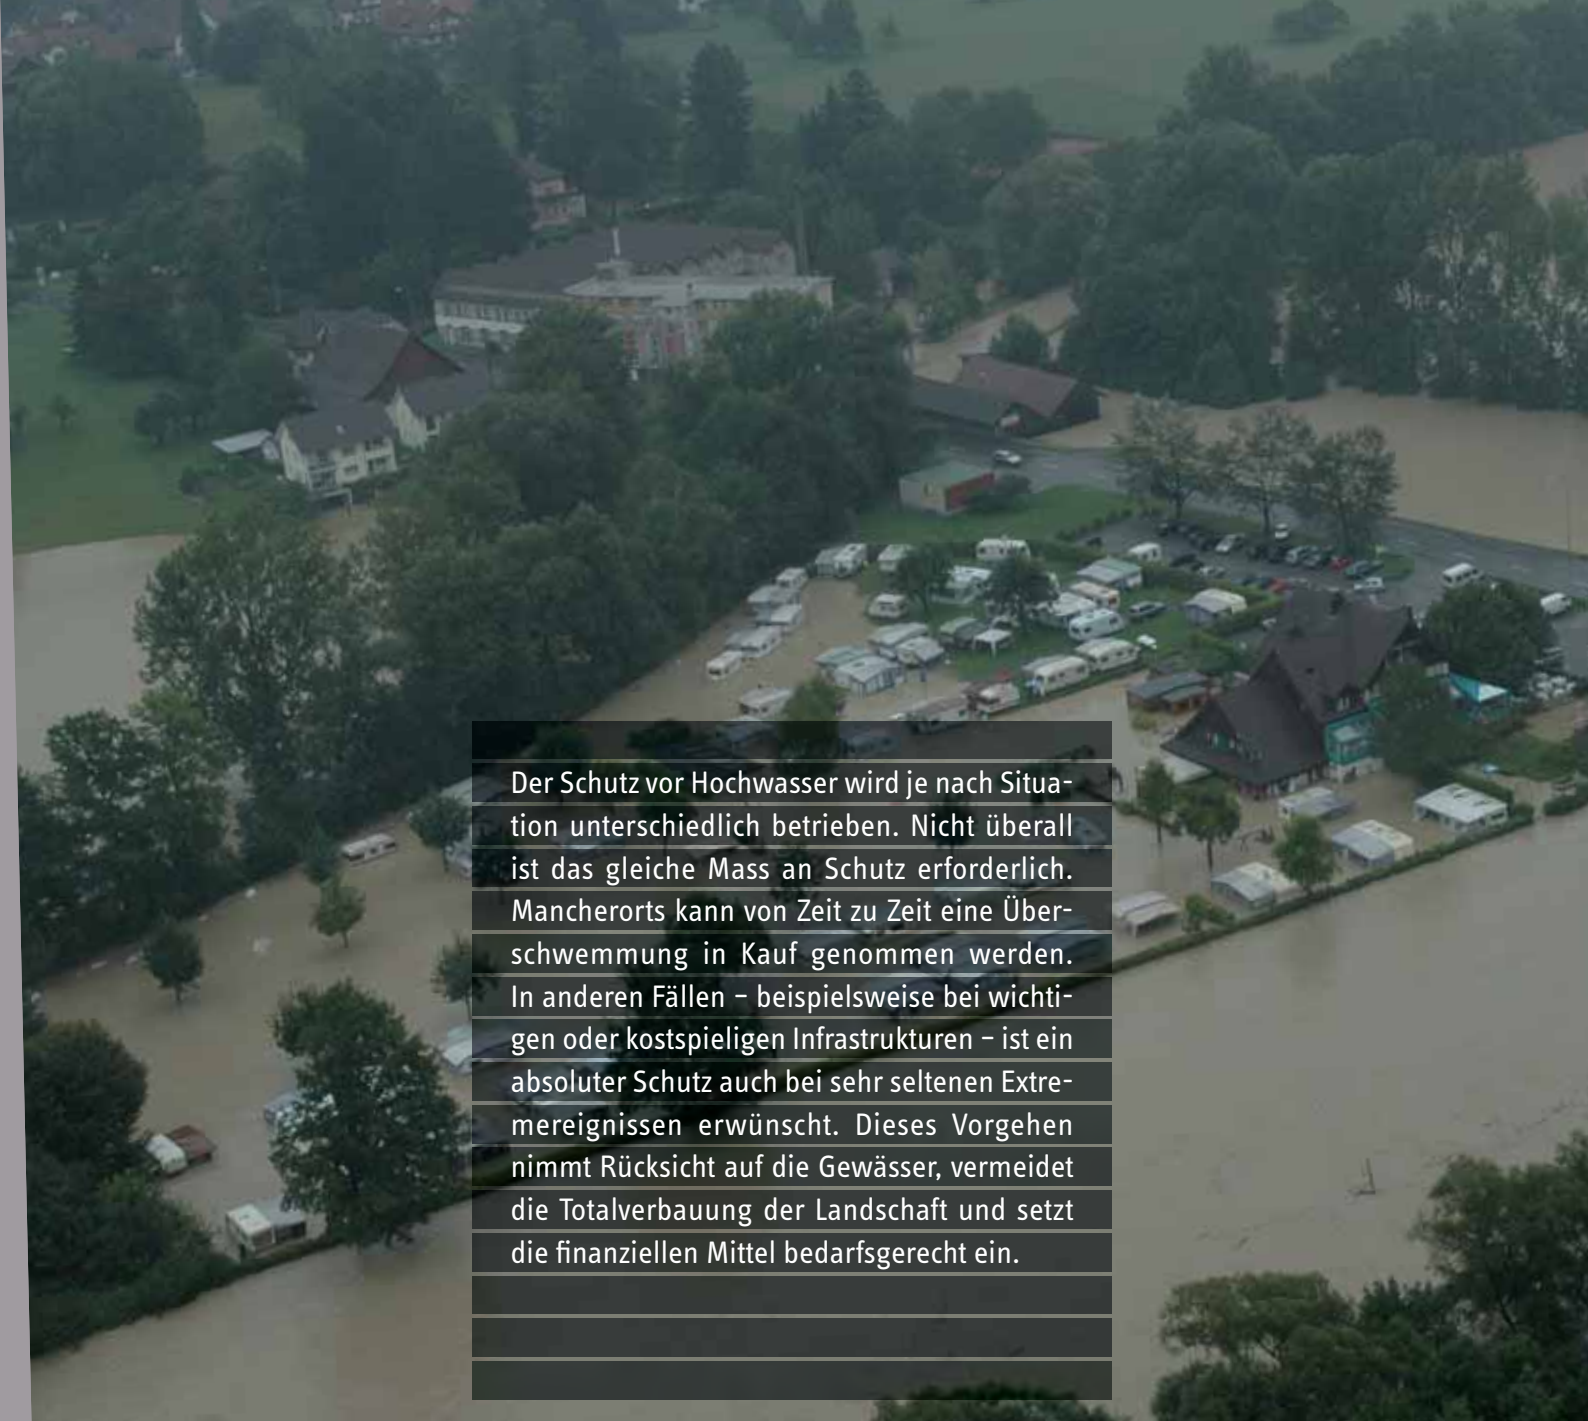 Der Schutz vor Hochwasser wird je nach Situa-
tion unterschiedlich betrieben. Nicht überall
ist das gleiche Mass an Schutz erforderlich.
Mancherorts kann von Zeit zu Zeit eine Über-
schwemmung in Kauf genommen werden.
In anderen Fällen – beispielsweise bei wichti-
gen oder kostspieligen Infrastrukturen – ist ein
absoluter Schutz auch bei sehr seltenen Extre-
mereignissen erwünscht. Dieses Vorgehen
nimmt Rücksicht auf die Gewässer, vermeidet
die Totalverbauung der Landschaft und setzt
die finanziellen Mittel bedarfsgerecht ein.